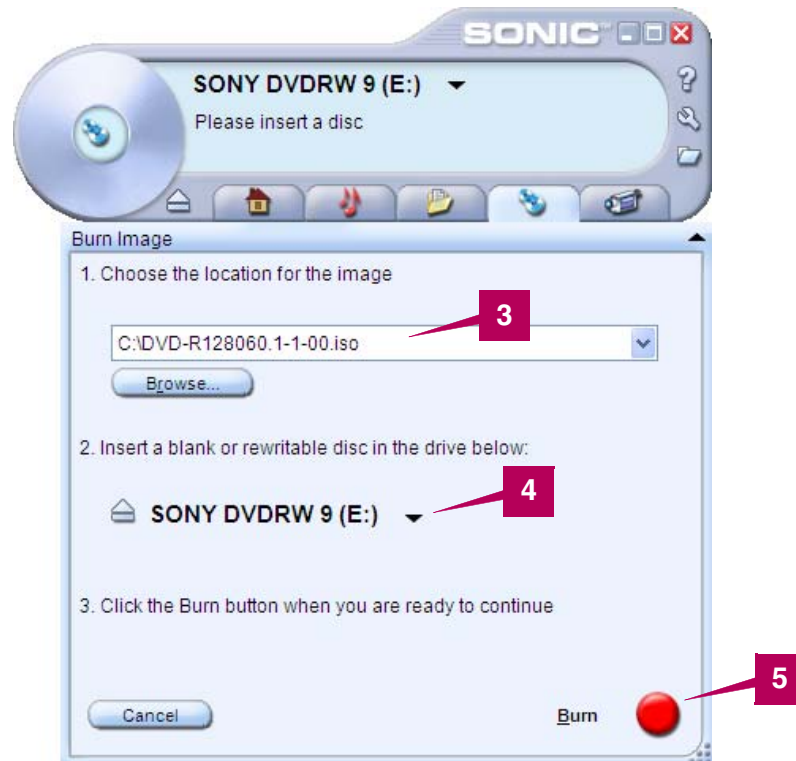 SONIC™
SONY DVDRW 9 (E:)
Please insert a disc
Burn Image
1. Choose the location for the image
3
C:\DVD-R128060.1-1-00.iso
Browse...
2. Insert a blank or rewritable disc in the drive below:
4
SONY DVDRW 9 (E:)
3. Click the Burn button when you are ready to continue
5
Cancel
Burn